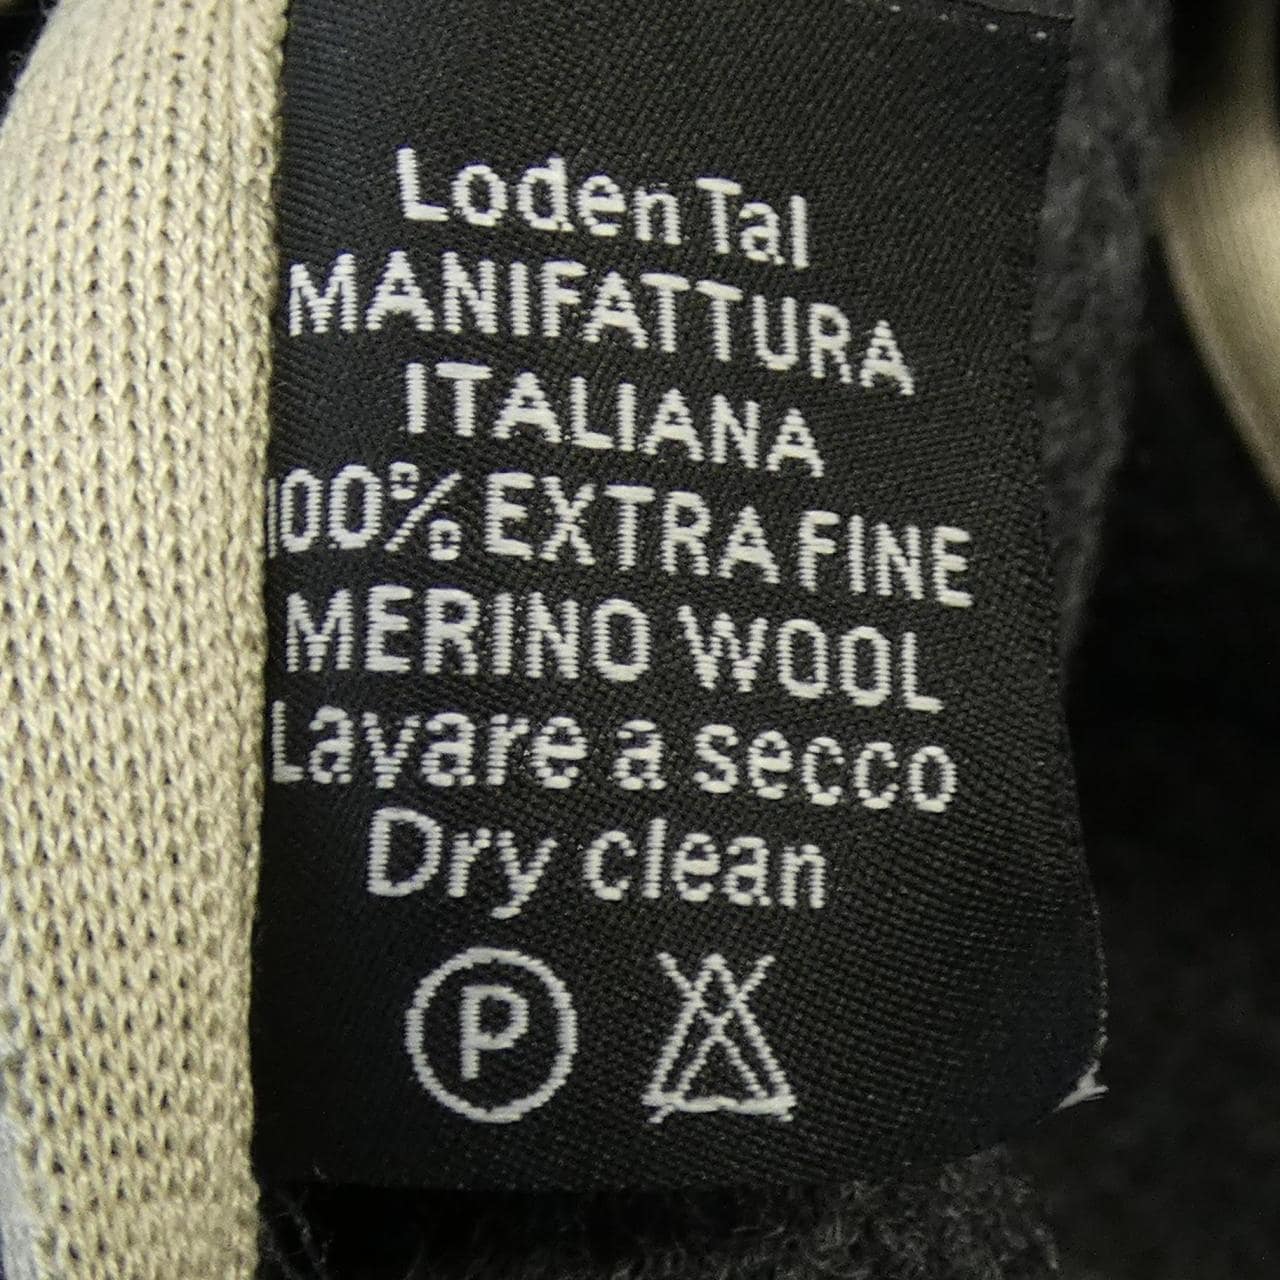 Loden Tal
MANIFATTURA
ITALIANA
100% EXTRA FINE
MERINO WOOL
Lavare a secco
Dry clean
P